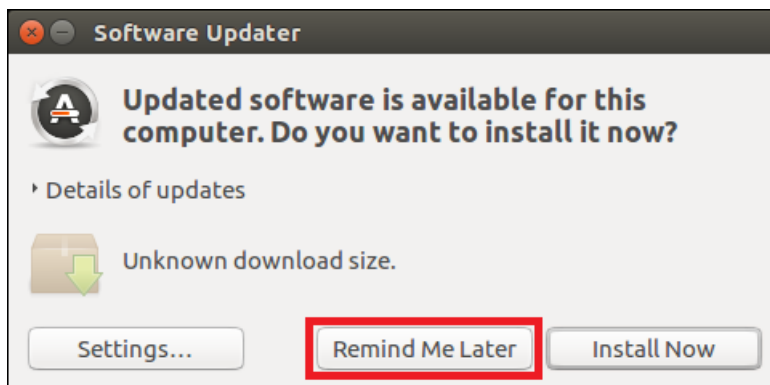 Software Updater
Updated software is available for this
computer. Do you want to install it now?
Details of updates
Unknown download size.
Settings...
Remind Me Later
Install Now